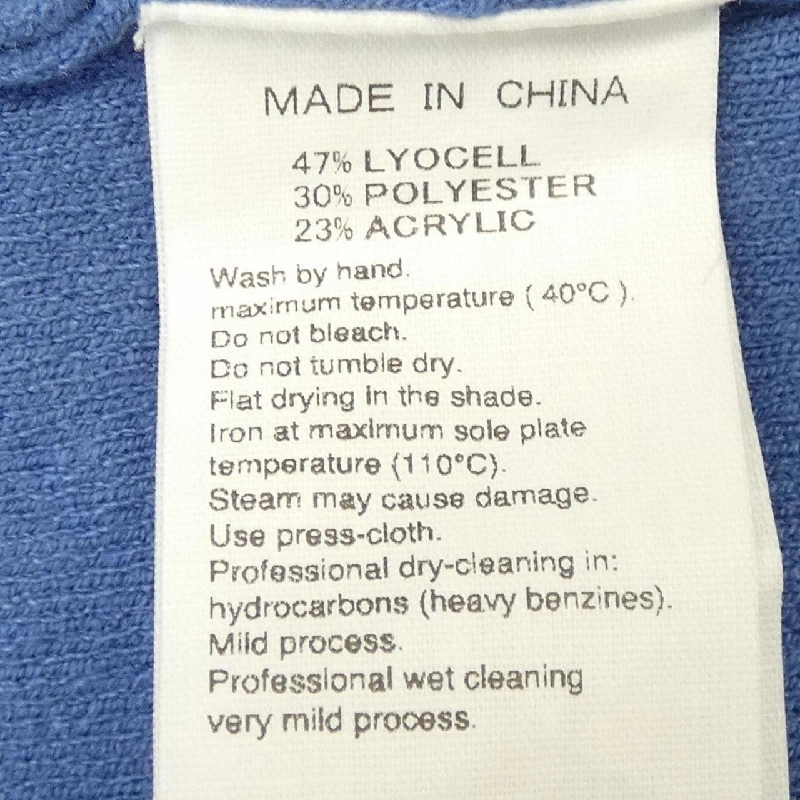 MADE IN CHINA
47% LYOCELL
30% POLYESTER
23% ACRYLIC
Wash by hand.
maximum temperature ( 40°C ).
Do not bleach.
Do not tumble dry.
Flat drying in the shade.
Iron at maximum sole plate
temperature (110°C).
Steam may cause damage.
Use press-cloth.
Professional dry-cleaning in:
hydrocarbons (heavy benzines).
Mild process.
Professional wet cleaning
very mild process.